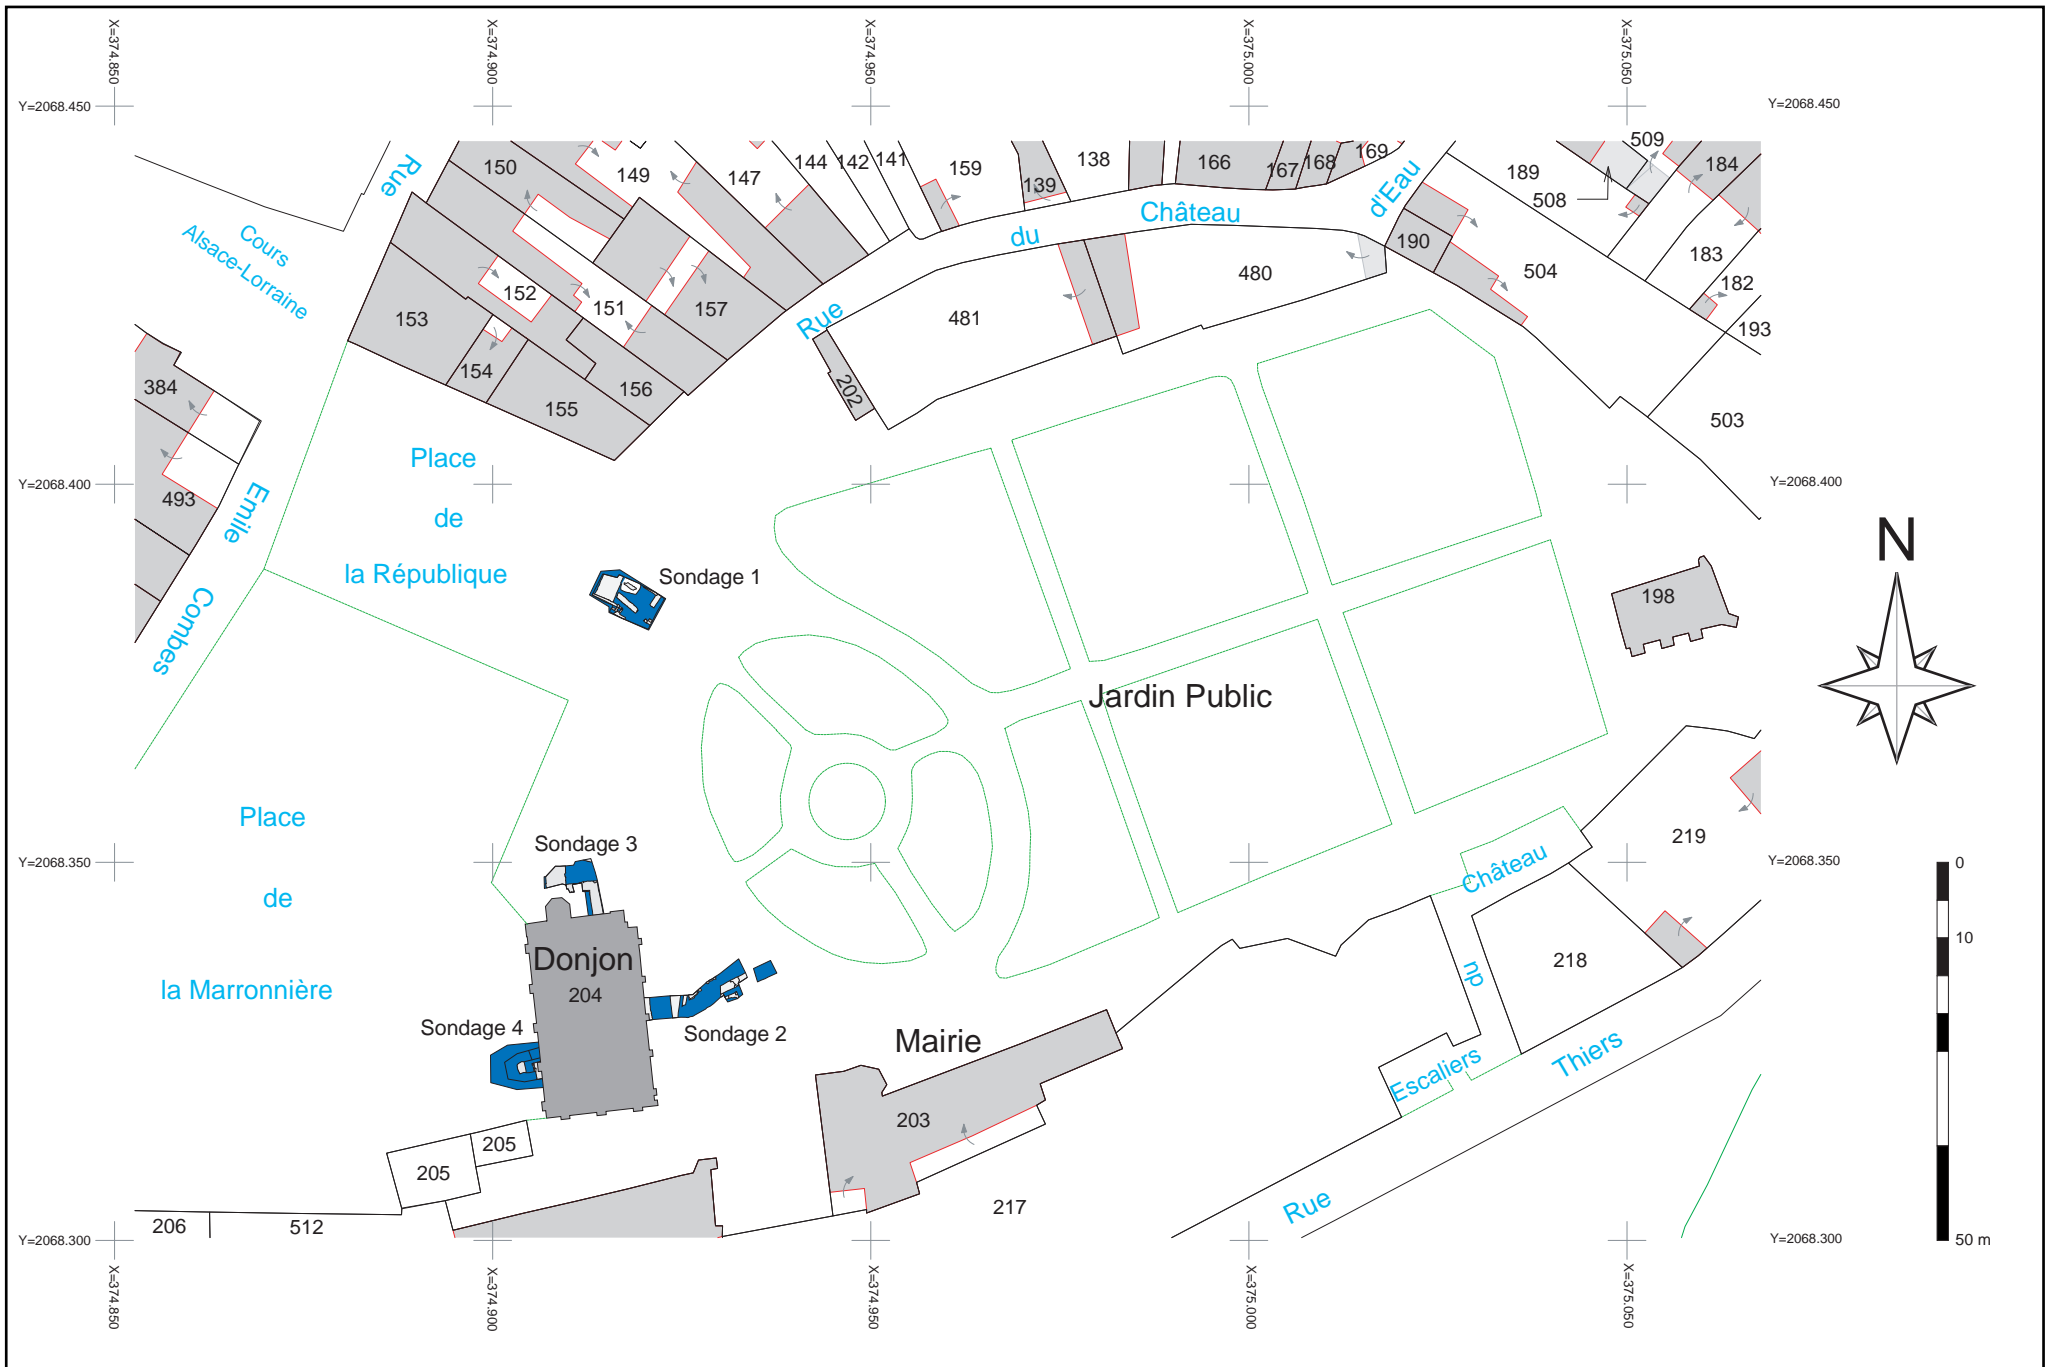 X=374.850
X=374.900
X=374.950
X=375.000
X=375.050
Y=2068.450
Y=2068.450
150
149
147
144
142
141
159
139
138
166
167
168
169
189
509
508
184
Rue
Cours
Alsace-Lorraine
Château
du
Rue
d'Eau
190
504
183
182
193
153
152
151
157
154
155
156
481
480
202
503
384
493
Place
de
la République
Y=2068.400
Y=2068.400
Emile
Combes
Sondage 1
198
N
Jardin Public
Place
de
la Marronnière
Sondage 3
Donjon
204
Sondage 4
Sondage 2
Mairie
203
Y=2068.350
Y=2068.350
Château
du
Escaliers
219
218
Thiers
Rue
0
10
50 m
205
205
206
512
217
Y=2068.300
Y=2068.300
X=374.850
X=374.900
X=374.950
X=375.000
X=375.050